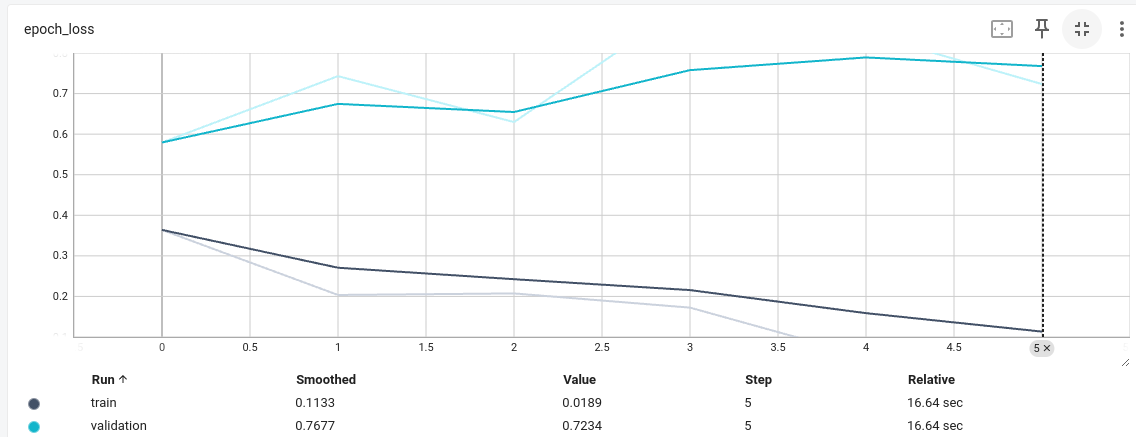 epoch_loss
0.7
0.6
0.5
0.4
0.3
0.2
0 0.5 1 1.5 2 2.5 3 3.5 4 4.5 5 ×
Run ↑ Smoothed Value Step Relative
train 0.1133 0.0189 5 16.64 sec
validation 0.7677 0.7234 5 16.64 sec